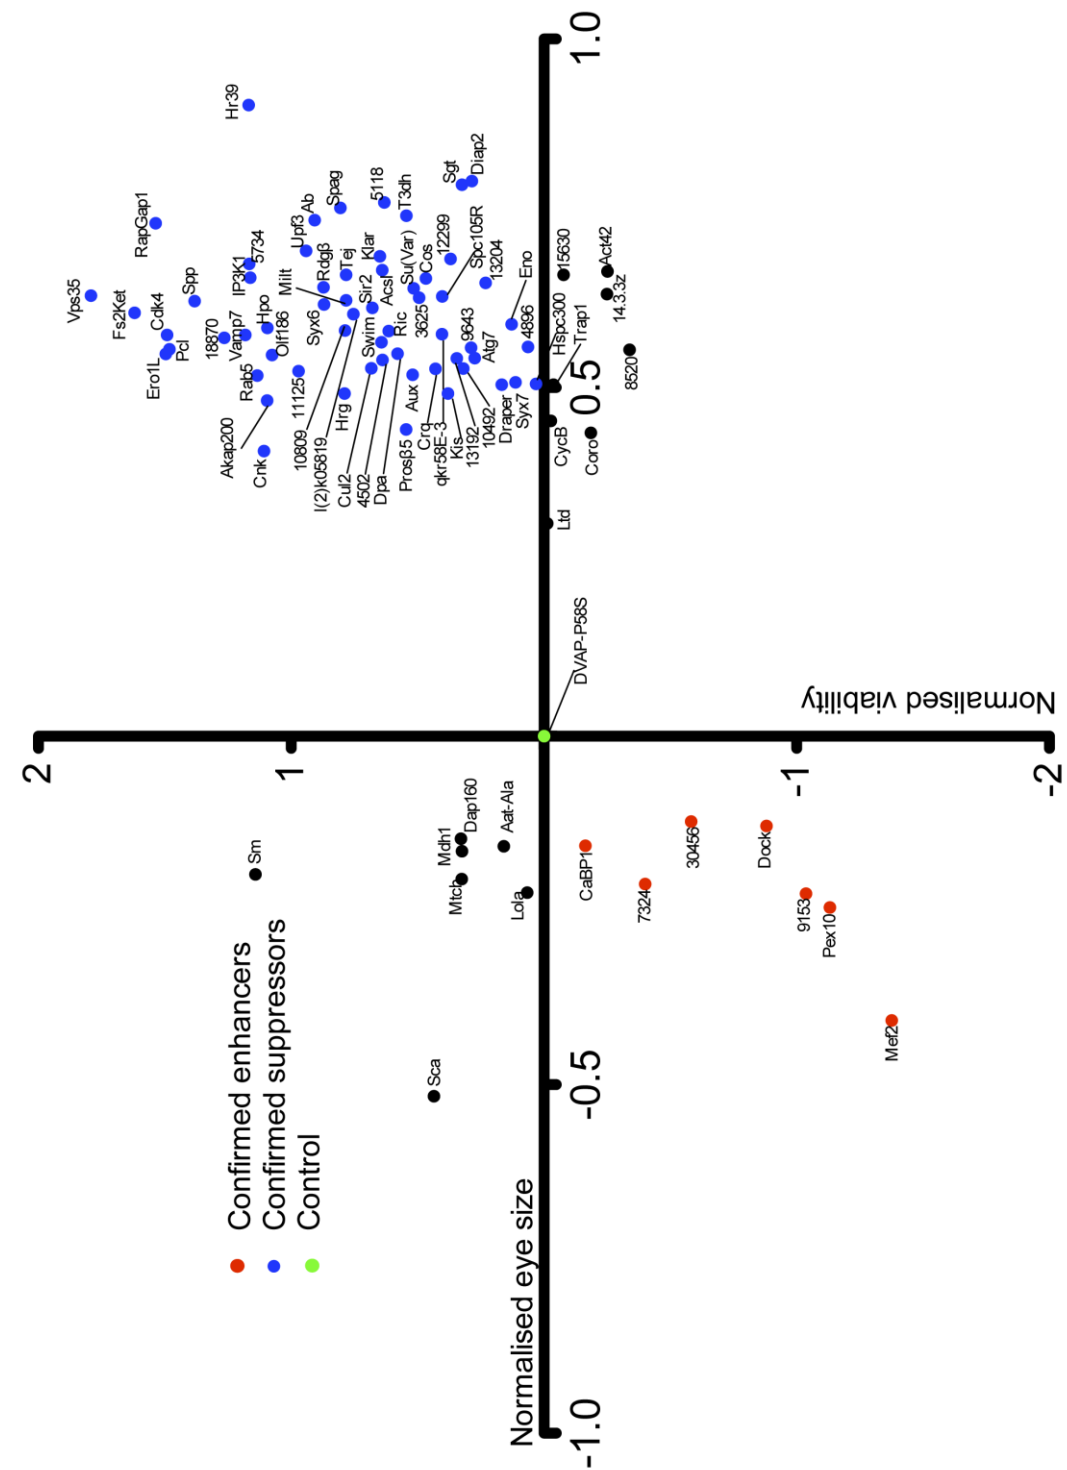 Confirmed enhancers
Confirmed suppressors
Control
Normalised eye size
Normalised viability
-1.0
-0.5
0.5
1.0
2
1
-1
-2
Sca
Sm
Mtch
Mdh1
Dap160
Aat-Ala
Lola
CaBP1
7324
30456
Dock
9153
Pex10
Mef2
DVAP-P58S
Ltd
CycB
Coro
8520
14.3.3z
Act42
15630
Hspc300
Trap1
Vps35
Fs2Ket
RapGap1
Hr39
Ero1L
Cdk4
Pcl
Spp
18870
Vamp7
IP3K1
5734
Rab5
Hpo
Olf186
Akap200
Cnk
11125
Milt
Upf3
Ab
Syx6
Rdgβ
Tej
Spag
10809
l(2)k05819
Hrg
Sir2
Klar
5118
Cul2
Swim
Acsl
4502
Dpa
Ric
Su(Var)
T3dh
Prosβ5
Aux
3625
Cos
Crq
qkr58E-3
12299
Kis
13192
10492
9643
Spc105R
Sgt
Diap2
Atg7
13204
Draper
Syx7
4896
Eno